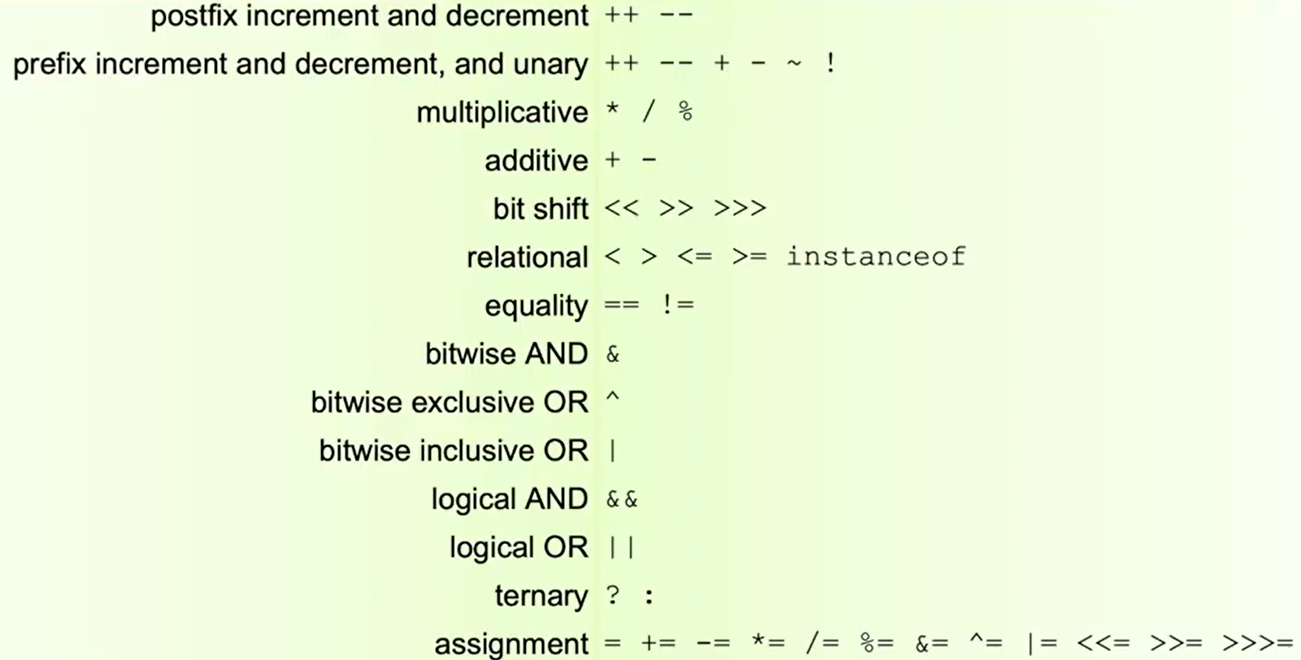 postfix increment and decrement ++ --
prefix increment and decrement, and unary ++ -- + - ~ !
multiplicative * / %
additive + -
bit shift << >> >>>
relational < > <= >= instanceof
equality == !=
bitwise AND &
bitwise exclusive OR ^
bitwise inclusive OR |
logical AND &&
logical OR ||
ternary ? :
assignment = += -= *= /= %= &= ^= |= <<= >>= >>>=